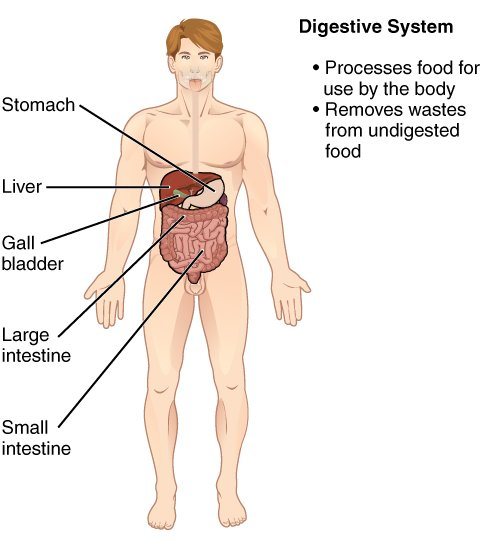 Digestive System
• Processes food for
use by the body
• Removes wastes
from undigested
food
Stomach
Liver
Gall
bladder
Large
intestine
Small
intestine